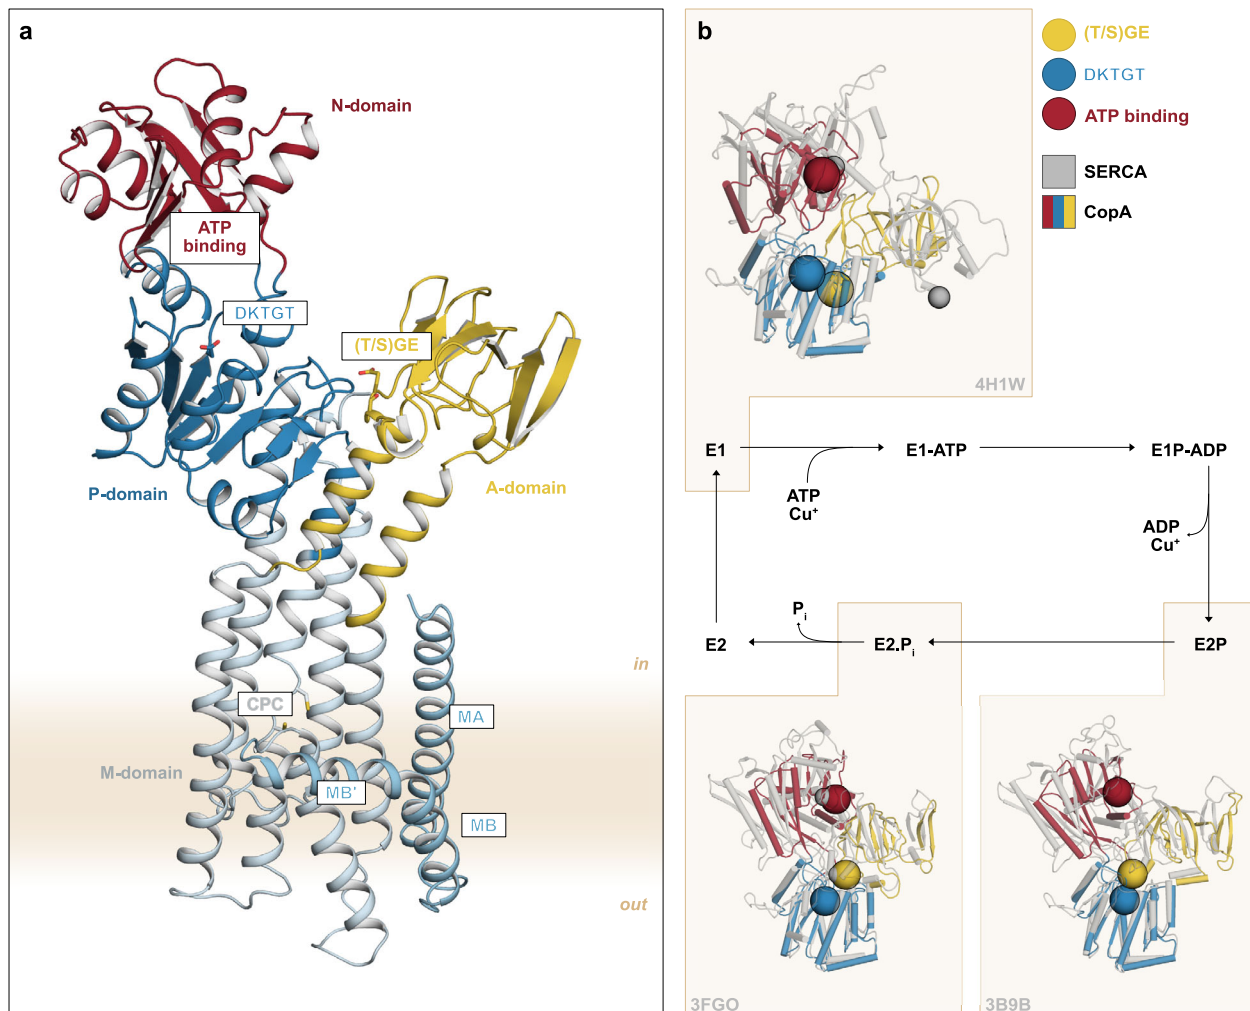 a
N-domain
ATP
binding
DKTGT
(T/S)GE
P-domain
A-domain
in
CPC
MA
M-domain
MB'
MB
out
b
(T/S)GE
DKTGT
ATP binding
SERCA
CopA
4H1W
E1
E1-ATP
E1P-ADP
ATP
Cu⁺
ADP
Cu⁺
Pᵢ
E2
E2.Pᵢ
E2P
3FGO
3B9B